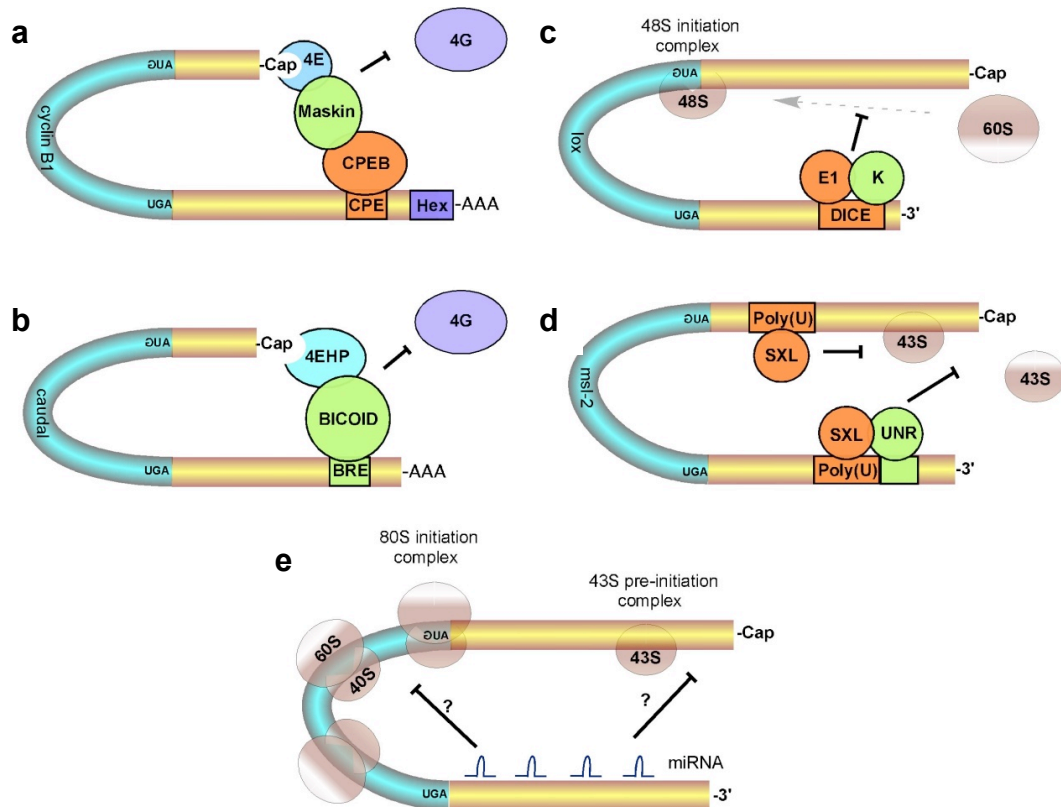 a
-Cap
4E
4G
Maskin
CPEB
AUG
cyclin B1
UGA
CPE
Hex
-AAA
b
-Cap
4EHP
4G
BICOID
AUG
caudal
UGA
BRE
-AAA
c
48S initiation
complex
AUG
-Cap
48S
60S
lox
E1
K
UGA
DICE
-3'
d
AUG
Poly(U)
-Cap
43S
SXL
43S
msl-2
SXL
UNR
UGA
Poly(U)
-3'
e
80S initiation
complex
43S pre-initiation
complex
AUG
-Cap
60S
40S
43S
?
?
miRNA
UGA
-3'